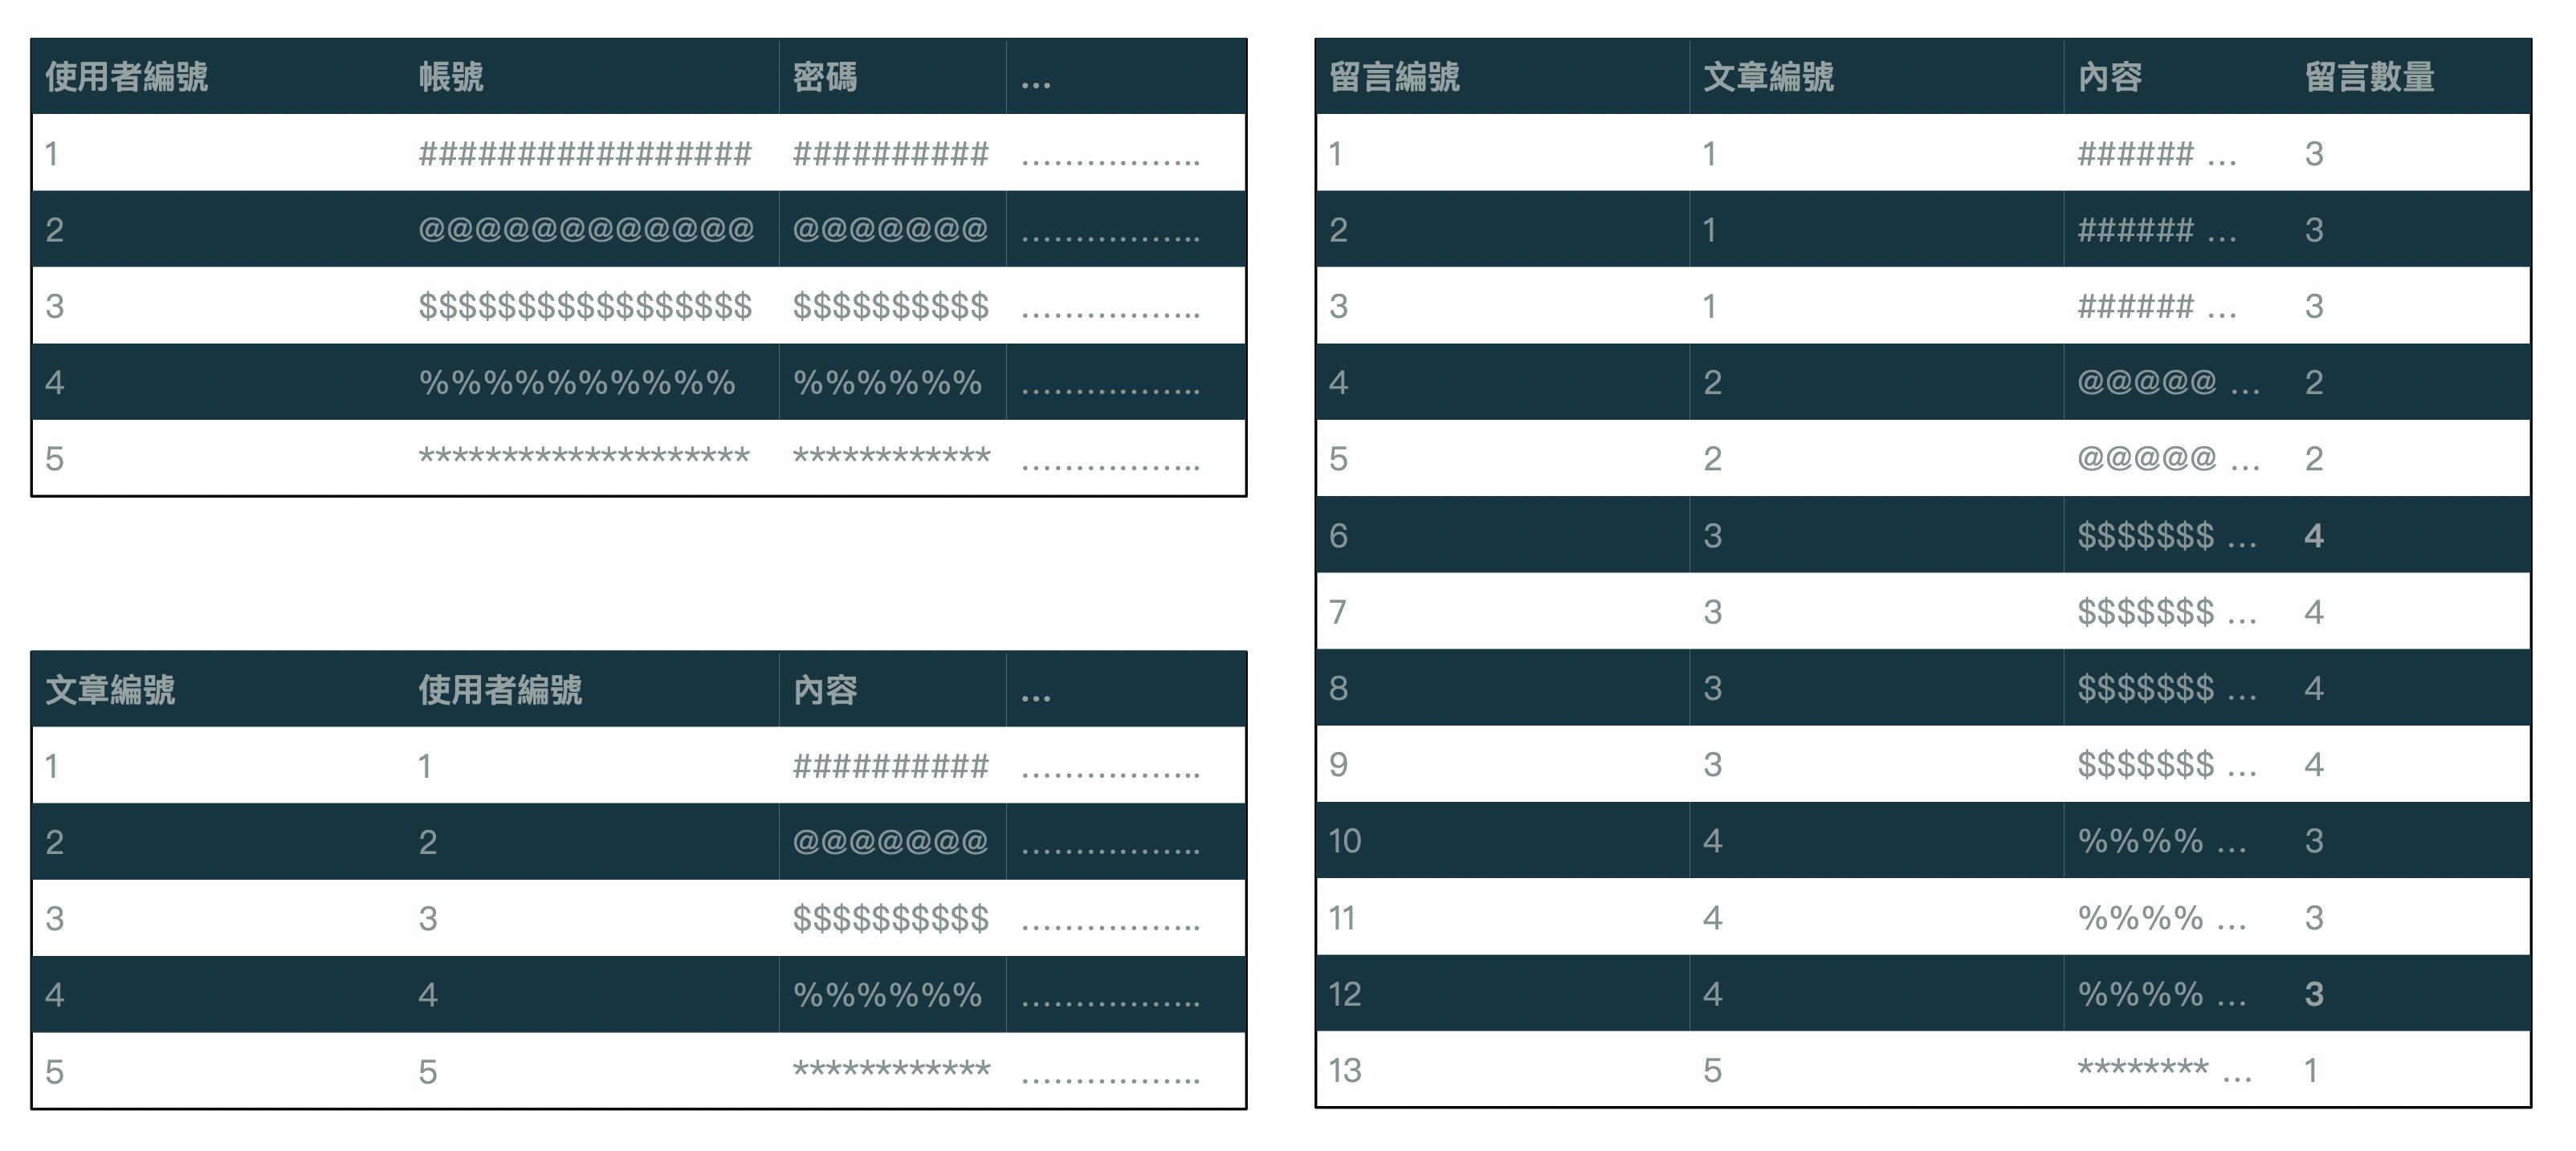 使用者編號 帳號 密碼 ...
1 ################# ########## ……………...
2 @@@@@@@@@@@@ @@@@@@@ ……………...
3 $$$$$$$$$$$$$$$$$ $$$$$$$$$$ ……………...
4 %%%%%%%%%% %%%%%% ……………...
5 ******************** ************ ……………...
文章編號 使用者編號 內容 ...
1 1 ########## ……………...
2 2 @@@@@@@ ……………...
3 3 $$$$$$$$$$ ……………...
4 4 %%%%%% ……………...
5 5 ************ ……………...
留言編號 文章編號 內容 留言數量
1 1 ###### ... 3
2 1 ###### ... 3
3 1 ###### ... 3
4 2 @@@@@ ... 2
5 2 @@@@@ ... 2
6 3 $$$$$$$ ... 4
7 3 $$$$$$$ ... 4
8 3 $$$$$$$ ... 4
9 3 $$$$$$$ ... 4
10 4 %%%% ... 3
11 4 %%%% ... 3
12 4 %%%% ... 3
13 5 ******** ... 1